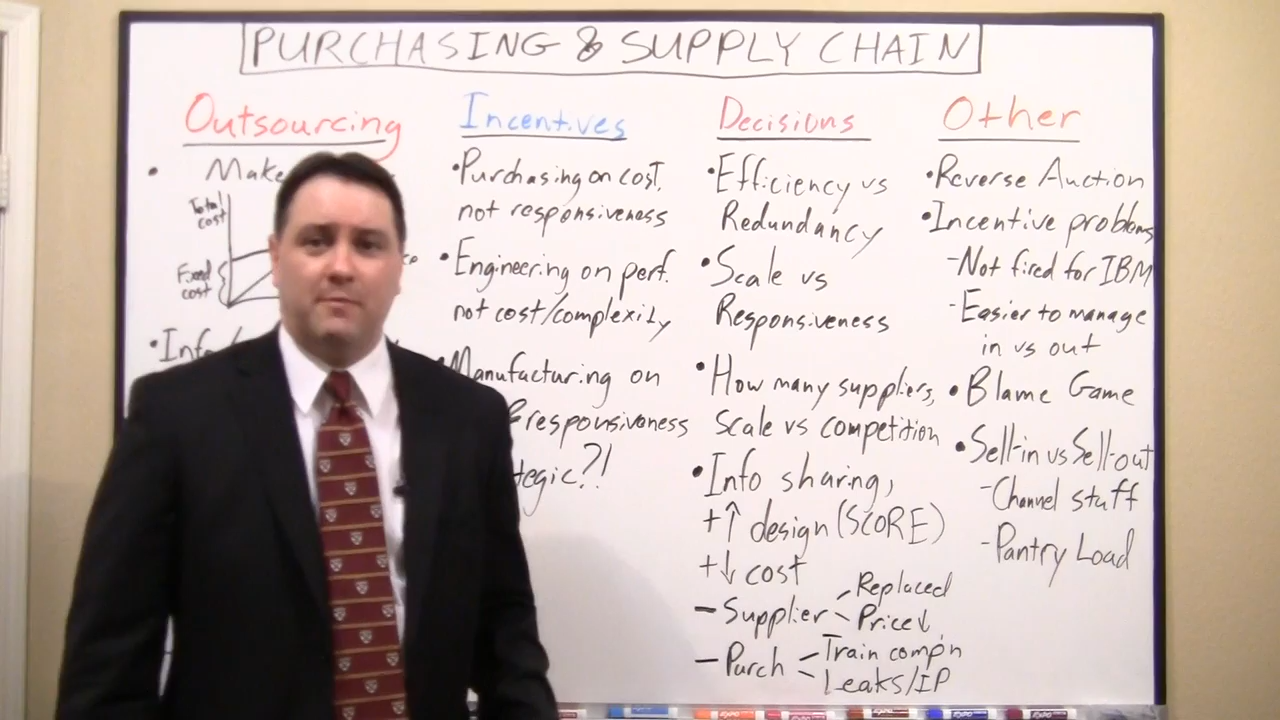 PURCHASING & SUPPLY CHAIN
Outsourcing
• Make
Total
cost
Fixed
cost
• Info
Incentives
• Purchasing on cost,
not responsiveness
• Engineering on perf.
not cost/complexity
Manufacturing on
& responsivoness
tegic?!
Decisions
• Efficiency vs
Redundancy
• Scale vs
Responsiveness
• How many suppliers,
Scale vs competition
• Info sharing,
+↑ design (SCORE)
+↓ cost
– Supplier – Replaced
– Price↓
– Purch – Train comp'n
– Leaks/IP
Other
• Reverse Auction
• Incentive problems
- Not fired for IBM
- Easier to manage
in vs out
• Blame Game
• Sell-in vs Sell-out
- Channel stuff
- Pantry Load